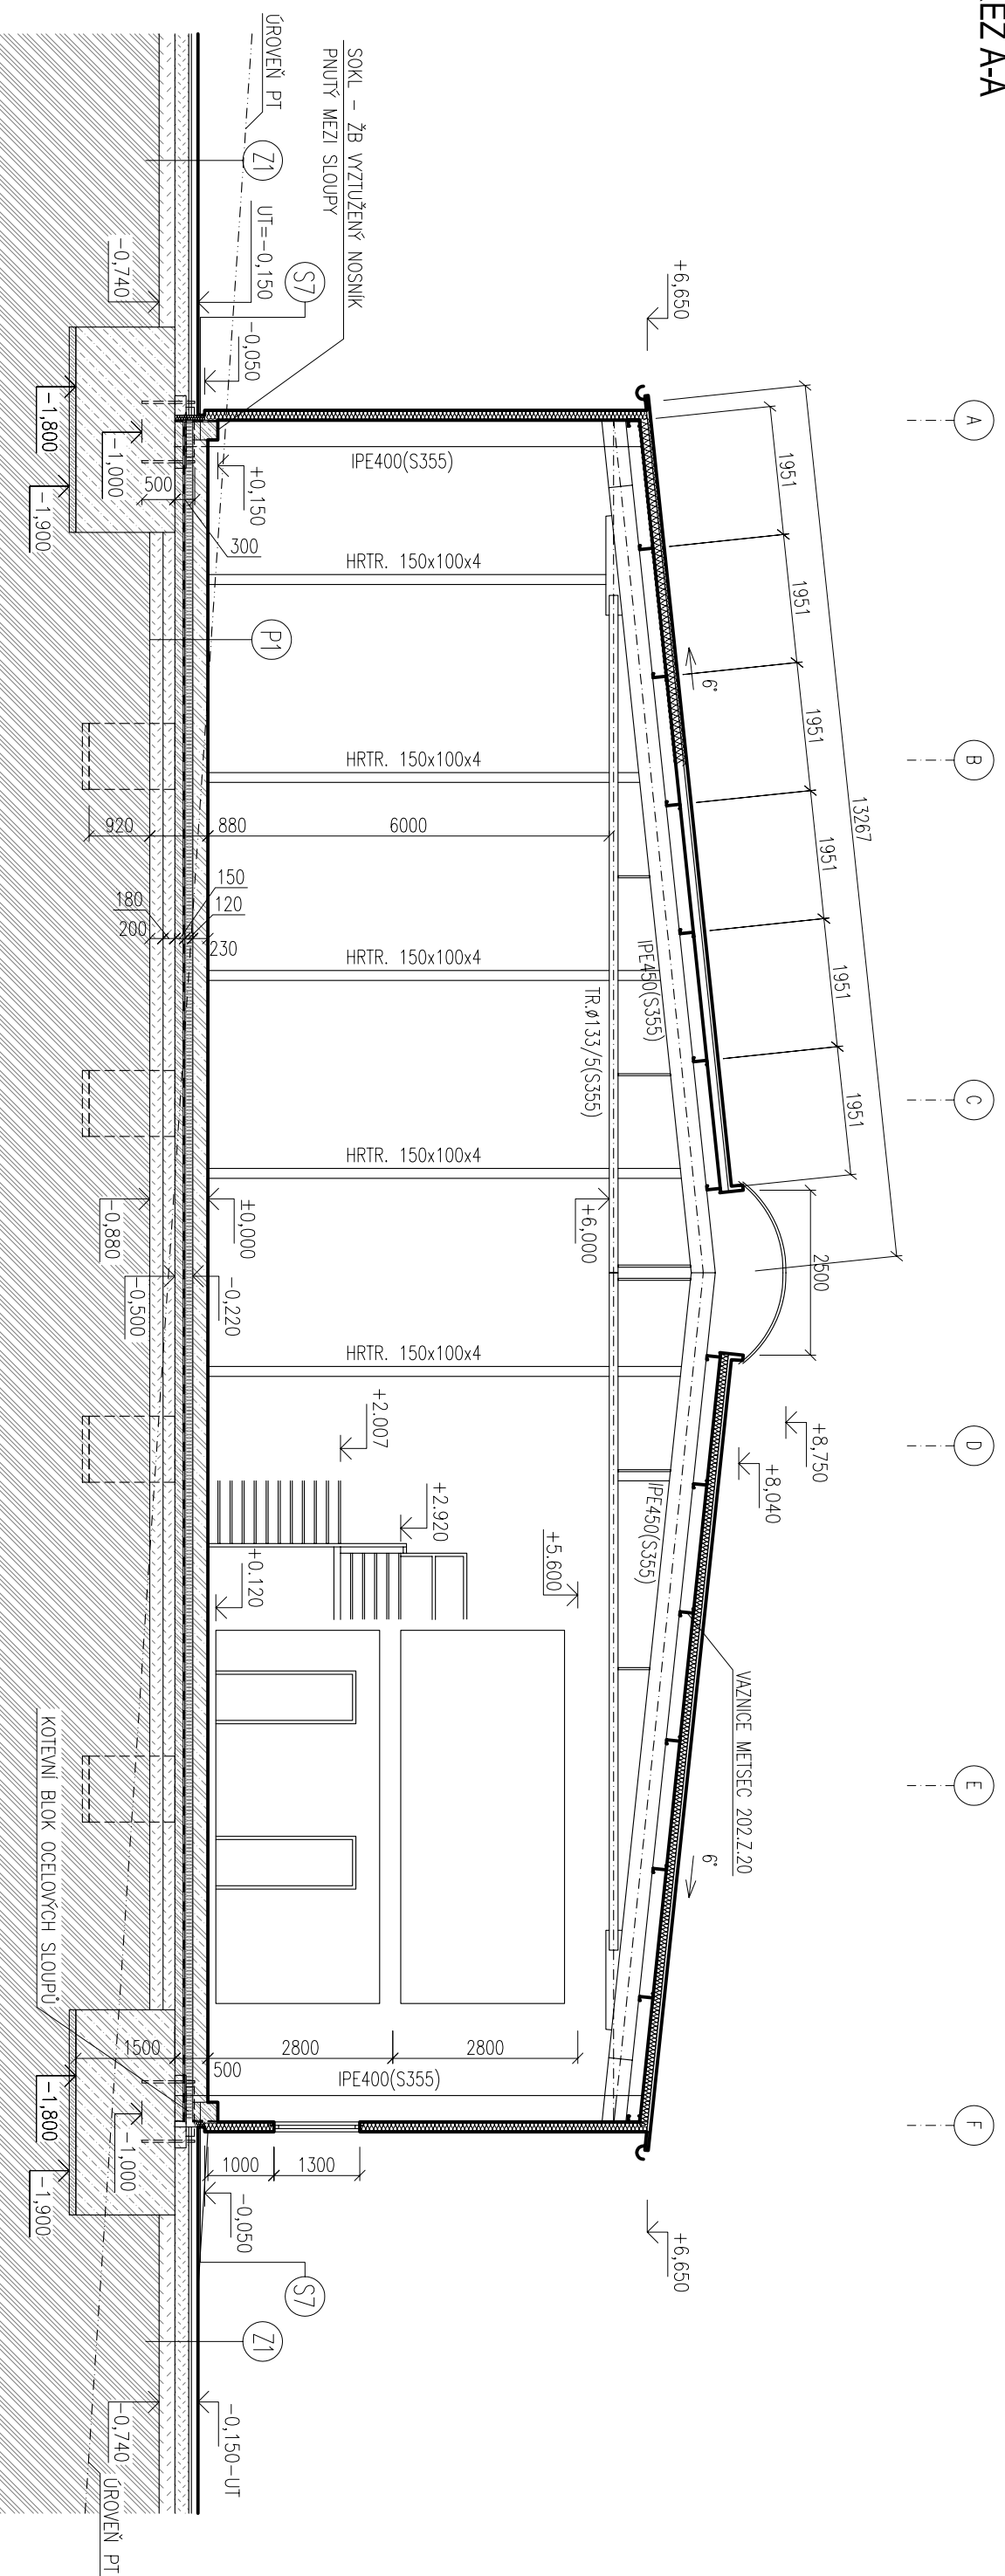 EZ A-A
A
B
C
D
E
F
13267
1951
1951
1951
1951
1951
1951
2500
+6,650
+8,750
+8,040
+6,650
6°
6°
VAZNICE METSEC 202.Z.20
IPE450(S355)
IPE450(S355)
TR.ø133/5(S355)
+6,000
+5.600
IPE400(S355)
HRTR. 150x100x4
HRTR. 150x100x4
HRTR. 150x100x4
HRTR. 150x100x4
HRTR. 150x100x4
IPE400(S355)
6000
+2.007
+2.920
+0.120
2800
2800
1300
1000
SOKL - ŽB VYZTUŽENÝ NOSNÍK
PNUTÝ MEZI SLOUPY
ÚROVEŇ PT
Z1
UT=-0,150
S7
-0,050
+0,150
300
P1
880
150
120
230
±0,000
-0,220
500
-0,050
S7
Z1
-0,150-UT
-0,740
-1,800
-1,000
500
-1,900
920
180
200
-0,880
-0,500
KOTEVNÍ BLOK OCELOVÝCH SLOUPŮ
1500
-1,800
-1,000
-1,900
-0,740
ÚROVEŇ PT